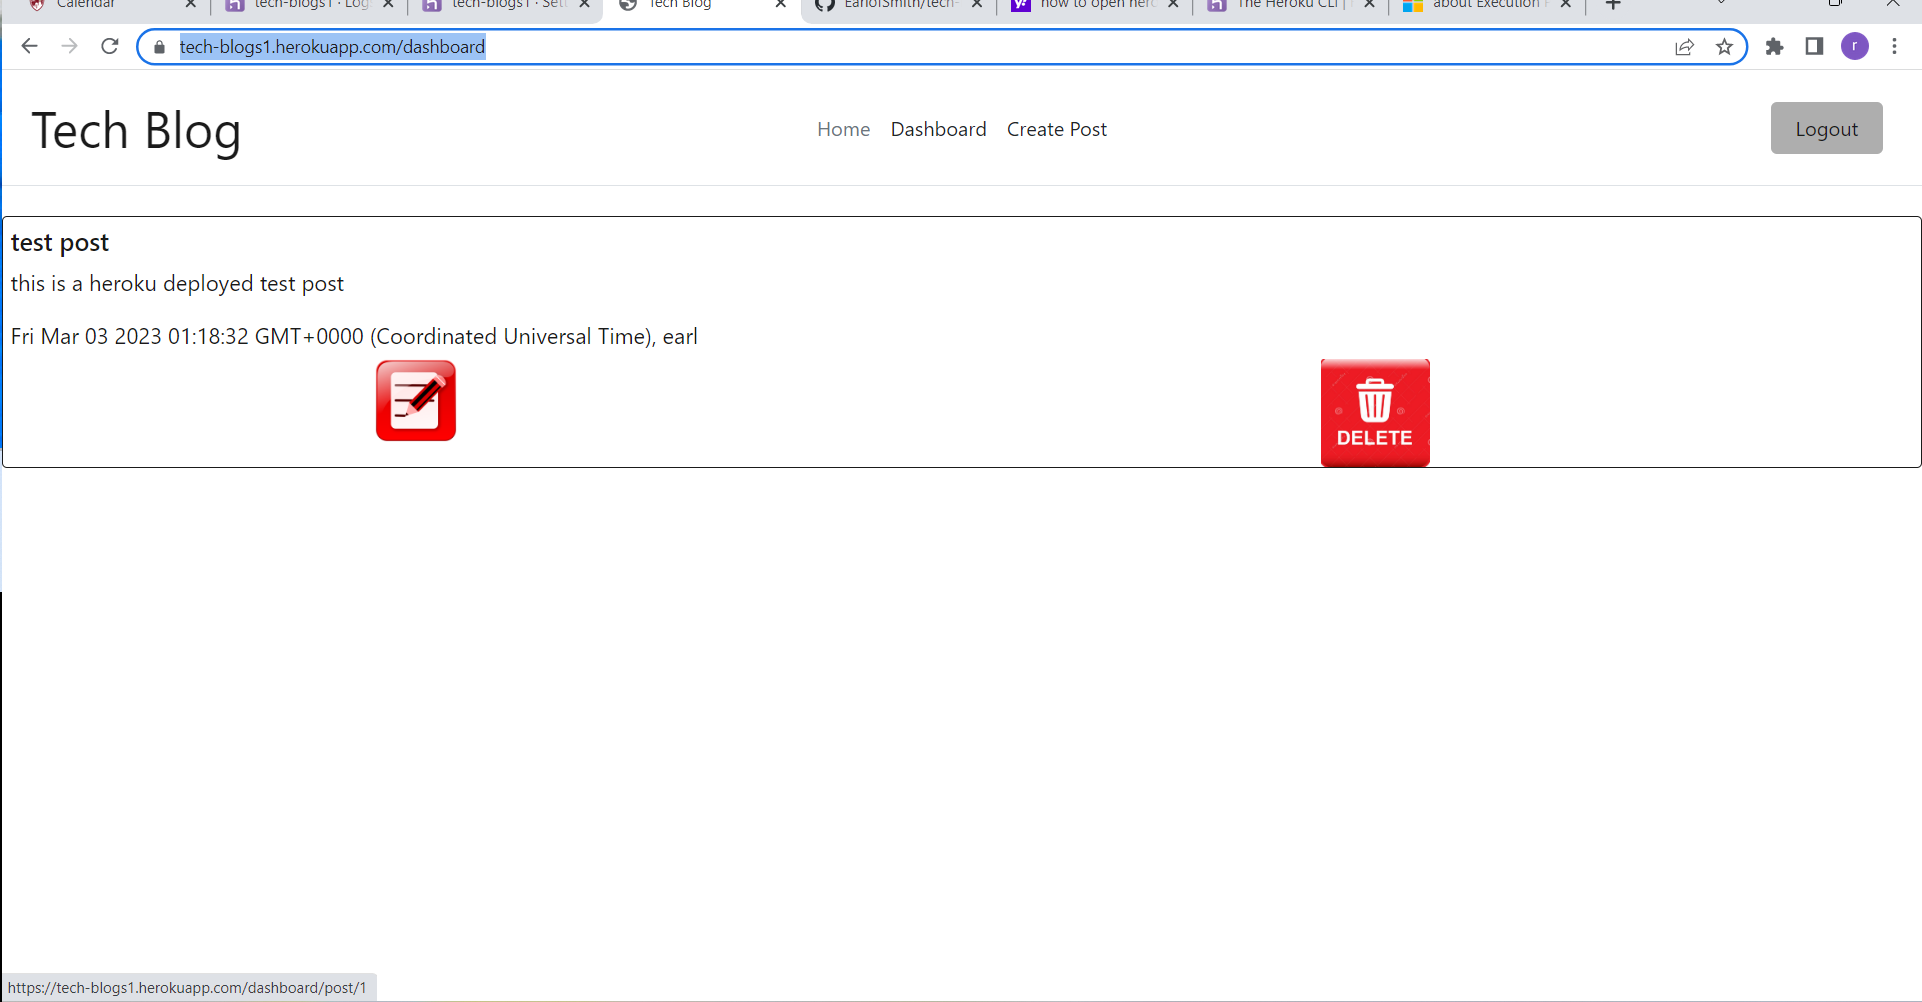 Calendar
tech-blogs1 · Log
tech-blogs1 · Sett
Tech Blog
EarlofSmith/tech-
how to open hero
The Heroku CLI |
about Execution
tech-blogs1.herokuapp.com/dashboard
r
Tech Blog
Home Dashboard Create Post
Logout
test post
this is a heroku deployed test post
Fri Mar 03 2023 01:18:32 GMT+0000 (Coordinated Universal Time), earl
DELETE
https://tech-blogs1.herokuapp.com/dashboard/post/1